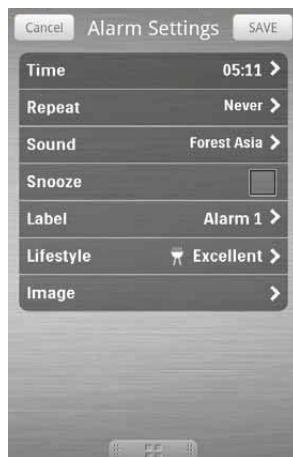 Cancel Alarm Settings SAVE
Time 05:11
Repeat Never
Sound Forest Asia
Snooze
Label Alarm 1
Lifestyle Excellent
Image